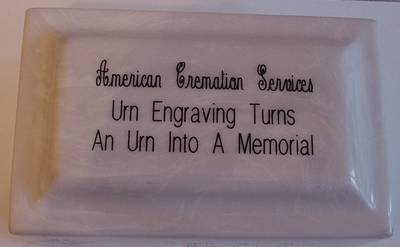 American Cremation Services
Urn Engraving Turns
An Urn Into A Memorial